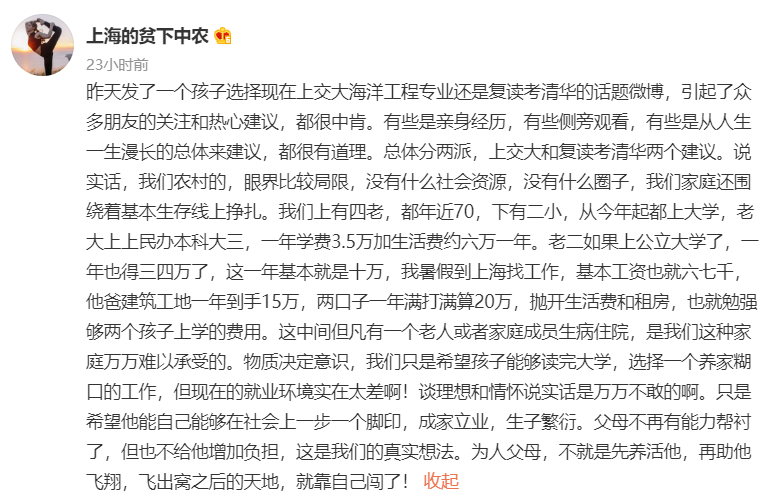 上海的贫下中农
23小时前
昨天发了一个孩子选择现在上交大海洋工程专业还是复读考清华的话题微博，引起了众
多朋友的关注和热心建议，都很中肯。有些是亲身经历，有些侧旁观看，有些是从人生
一生漫长的总体来建议，都很有道理。总体分两派，上交大和复读考清华两个建议。说
实话，我们农村的，眼界比较局限，没有什么社会资源，没有什么圈子，我们家庭还围
绕着基本生存线上挣扎。我们上有四老，都年近70，下有二小，从今年起都上大学，老
大上上民办本科大三，一年学费3.5万加生活费约六万一年。老二如果上公立大学了，一
年也得三四万了，这一年基本就是十万，我暑假到上海找工作，基本工资也就六七千，
他爸建筑工地一年到手15万，两口子一年满打满算20万，抛开生活费和租房，也就勉强
够两个孩子上学的费用。这中间但凡有一个老人或者家庭成员生病住院，是我们这种家
庭万万难以承受的。物质决定意识，我们只是希望孩子能够读完大学，选择一个养家糊
口的工作，但现在的就业环境实在太差啊！谈理想和情怀说实话是万万不敢的啊。只是
希望他能自己能够在社会上一步一个脚印，成家立业，生子繁衍。父母不再有能力帮衬
了，但也不给他增加负担，这是我们的真实想法。为人父母，不就是先养活他，再助他
飞翔，飞出窝之后的天地，就靠自己闯了！ 收起